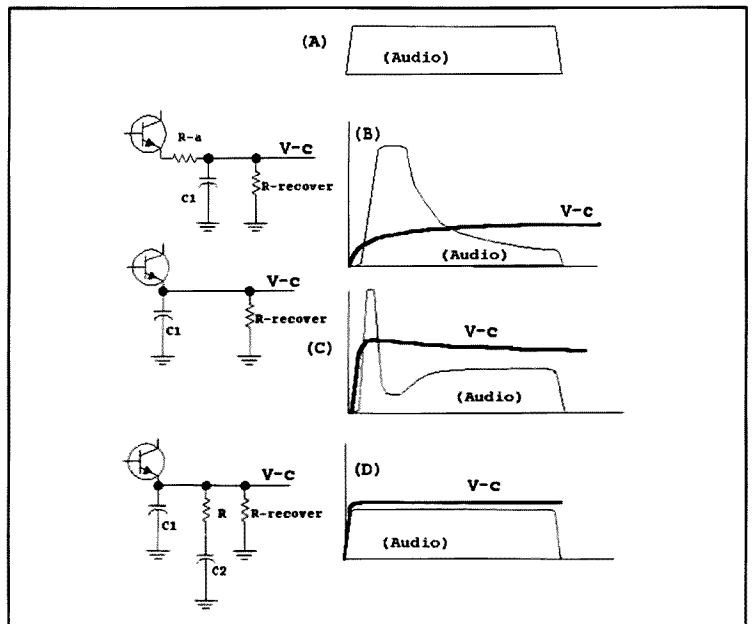 (A)
(Audio)
R-a
V-c
C1
R-recover
(B)
V-c
(Audio)
V-c
C1
R-recover
(C)
V-c
(Audio)
V-c
C1
R
R-recover
C2
(D)
V-c
(Audio)